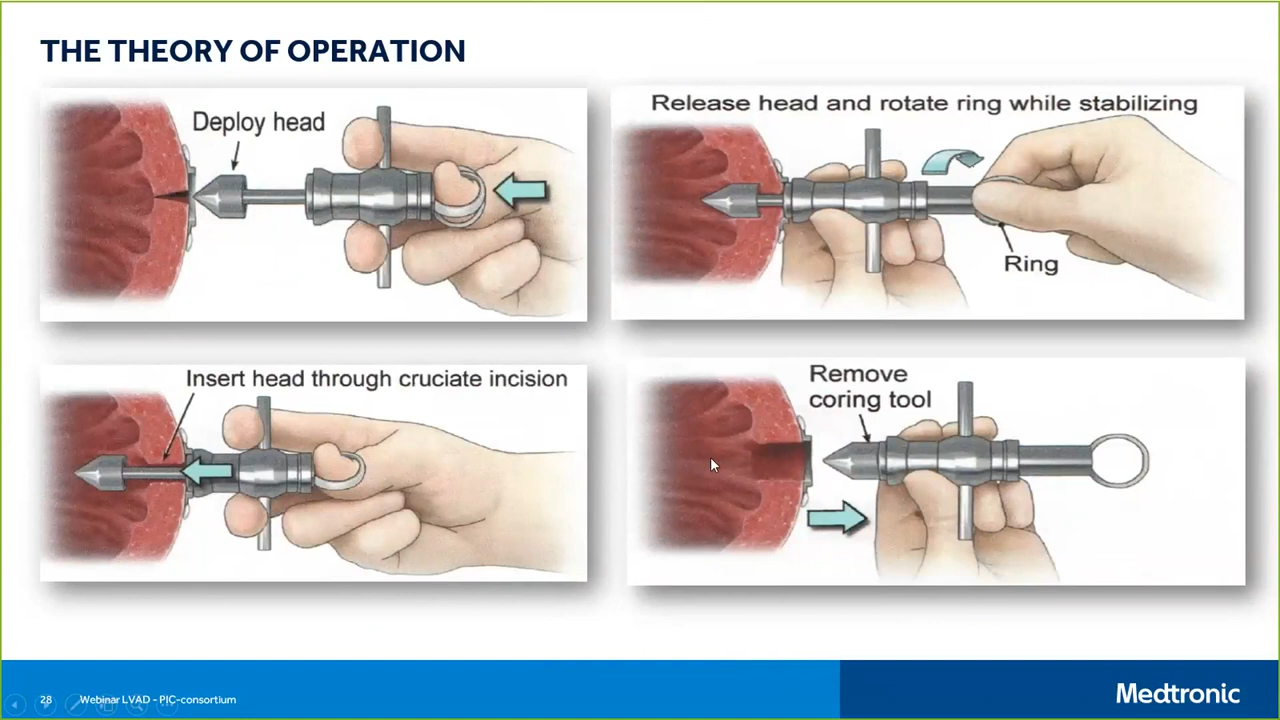 THE THEORY OF OPERATION
Deploy head
Release head and rotate ring while stabilizing
Ring
Insert head through cruciate incision
Remove
coring tool
28
Webinar LVAD - PIC-consortium
Medtronic